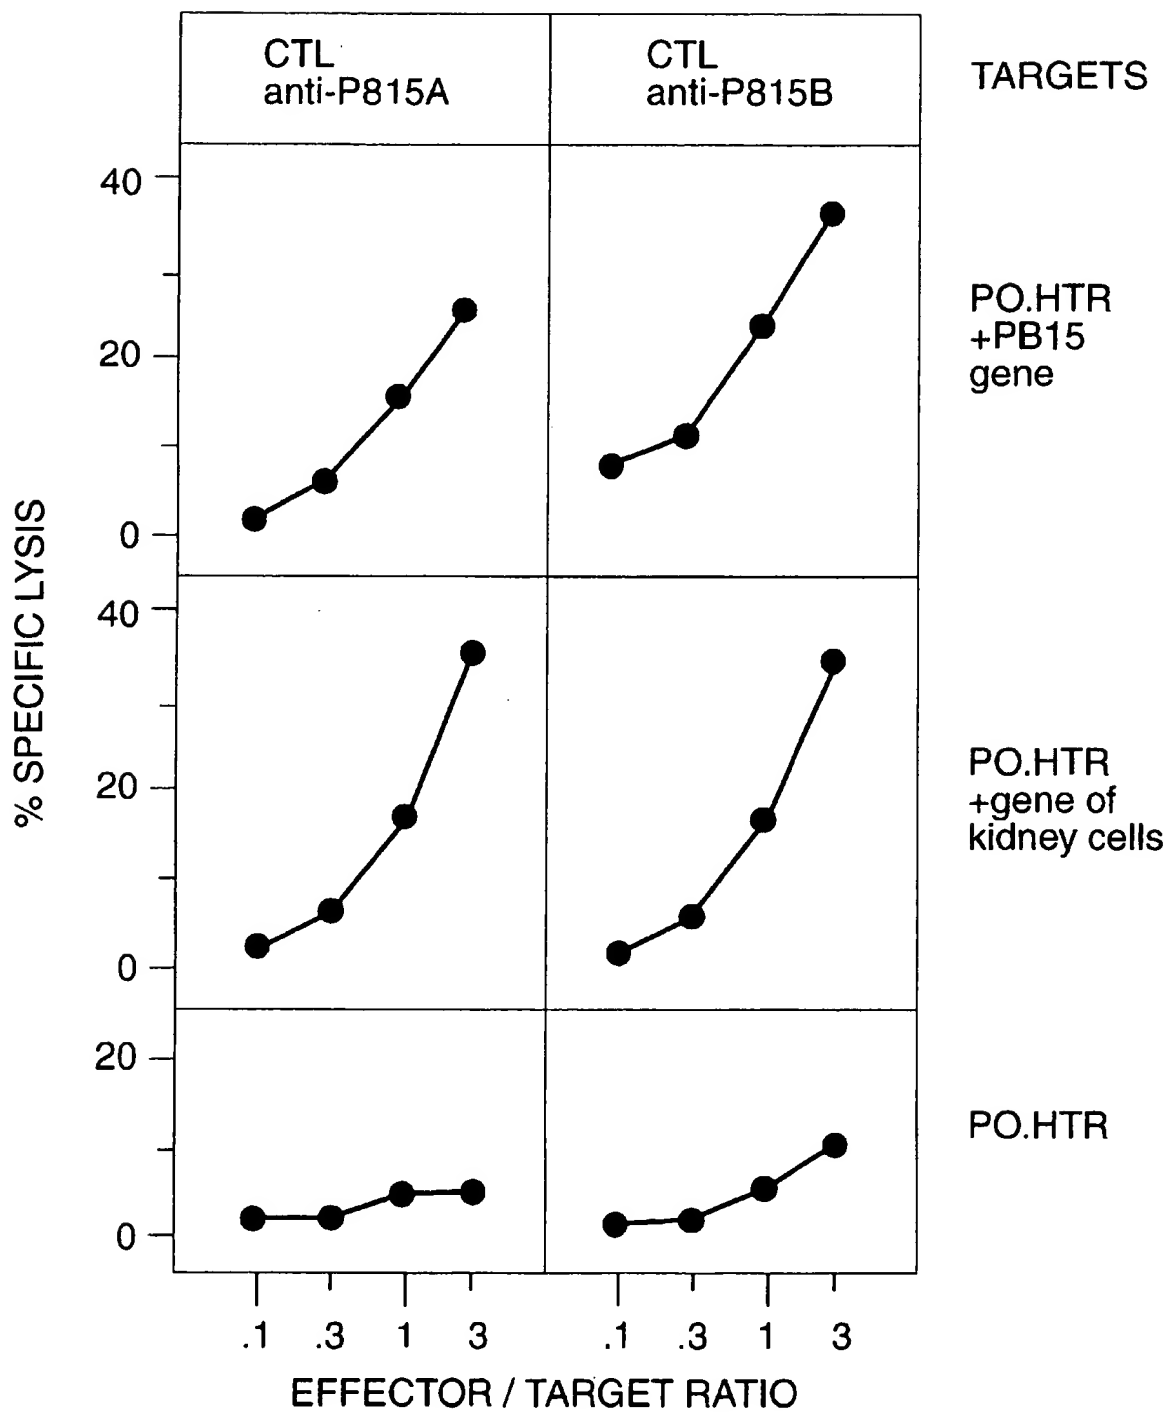 CTL
anti-P815A
CTL
anti-P815B
TARGETS
40
20
0
PO.HTR
+PB15
gene
% SPECIFIC LYSIS
40
20
0
PO.HTR
+gene of
kidney cells
20
0
PO.HTR
.1 .3 1 3 .1 .3 1 3
EFFECTOR / TARGET RATIO